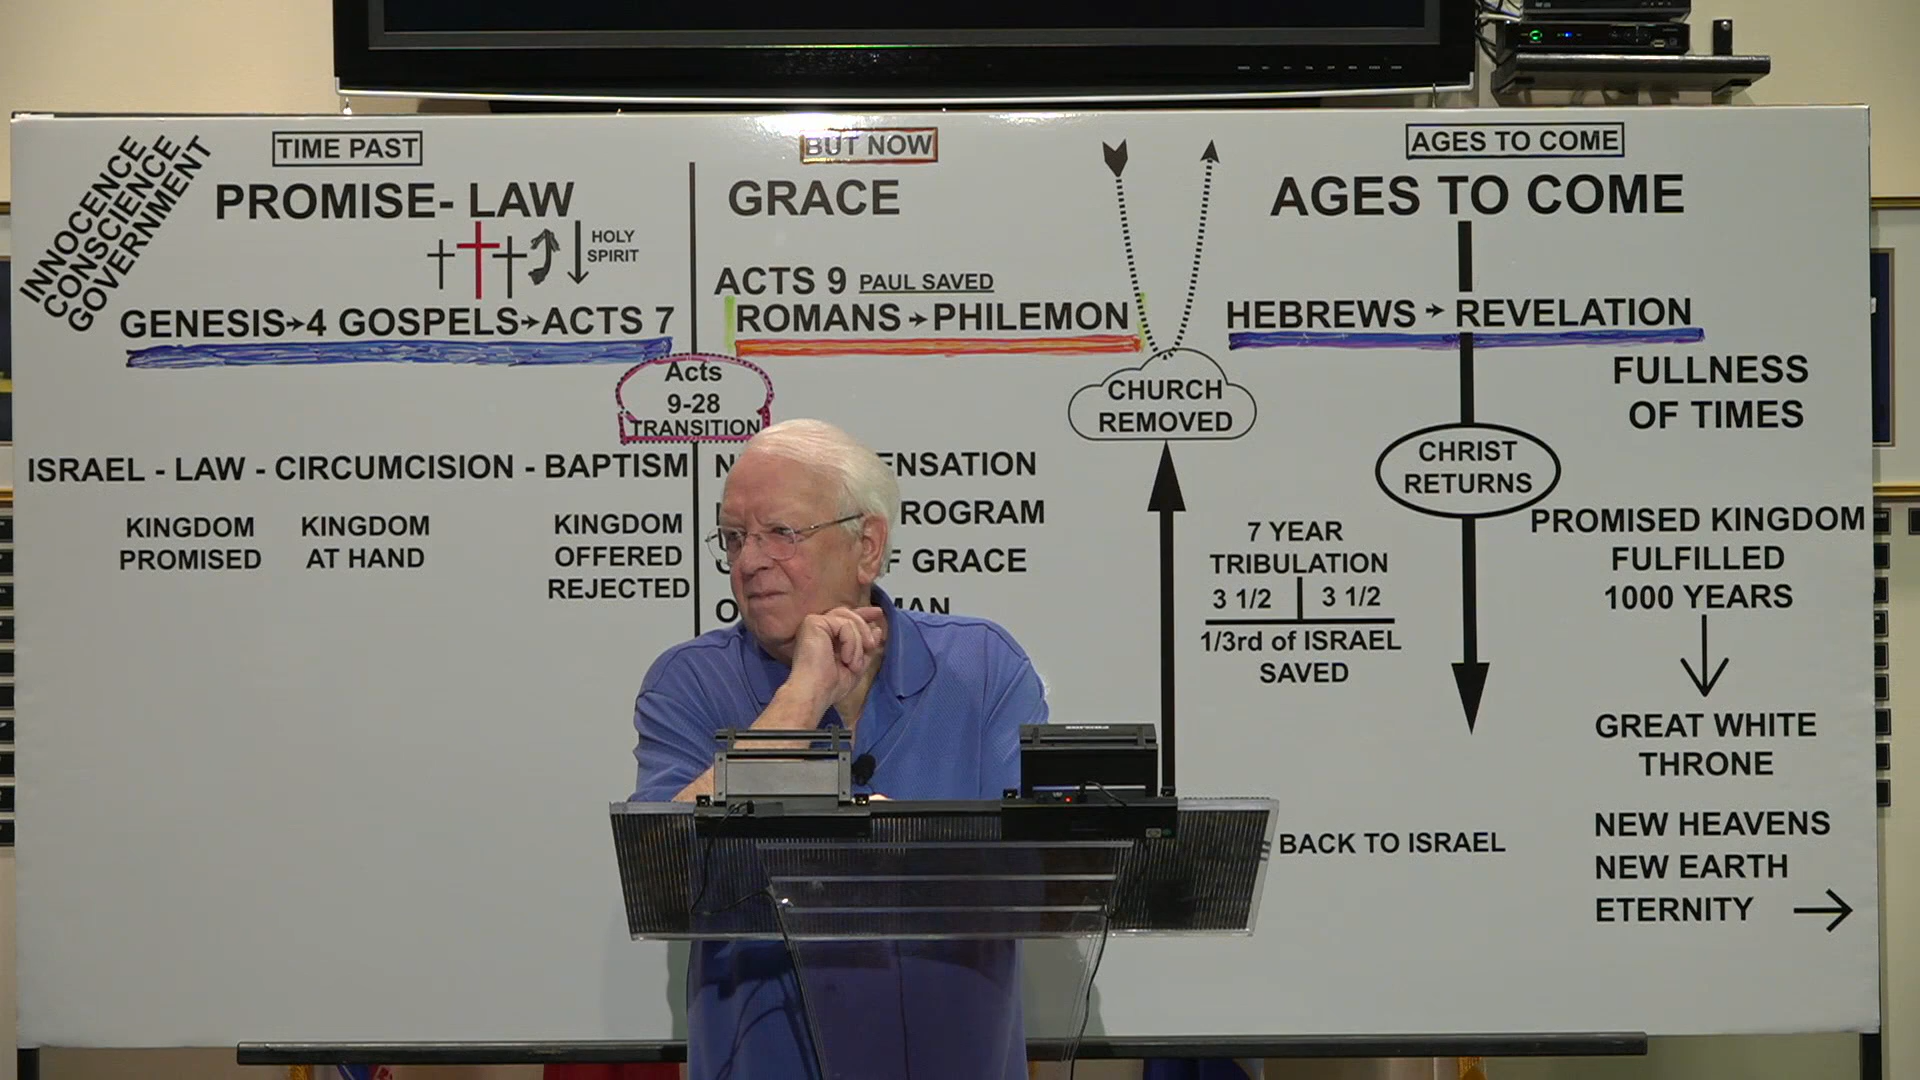 INNOCENCE
CONSCIENCE
GOVERNMENT
TIME PAST
PROMISE- LAW
HOLY
SPIRIT
GENESIS→4 GOSPELS→ACTS 7
Acts
9-28
TRANSITION
ISRAEL - LAW - CIRCUMCISION - BAPTISM
KINGDOM
PROMISED
KINGDOM
AT HAND
KINGDOM
OFFERED
REJECTED
BUT NOW
GRACE
ACTS 9 PAUL SAVED
ROMANS→PHILEMON
GRACE
CHURCH
REMOVED
AGES TO COME
AGES TO COME
HEBREWS→REVELATION
FULLNESS
OF TIMES
CHRIST
RETURNS
7 YEAR
TRIBULATION
3 1/2 3 1/2
1/3rd of ISRAEL
SAVED
BACK TO ISRAEL
PROMISED KINGDOM
FULFILLED
1000 YEARS
GREAT WHITE
THRONE
NEW HEAVENS
NEW EARTH
ETERNITY →